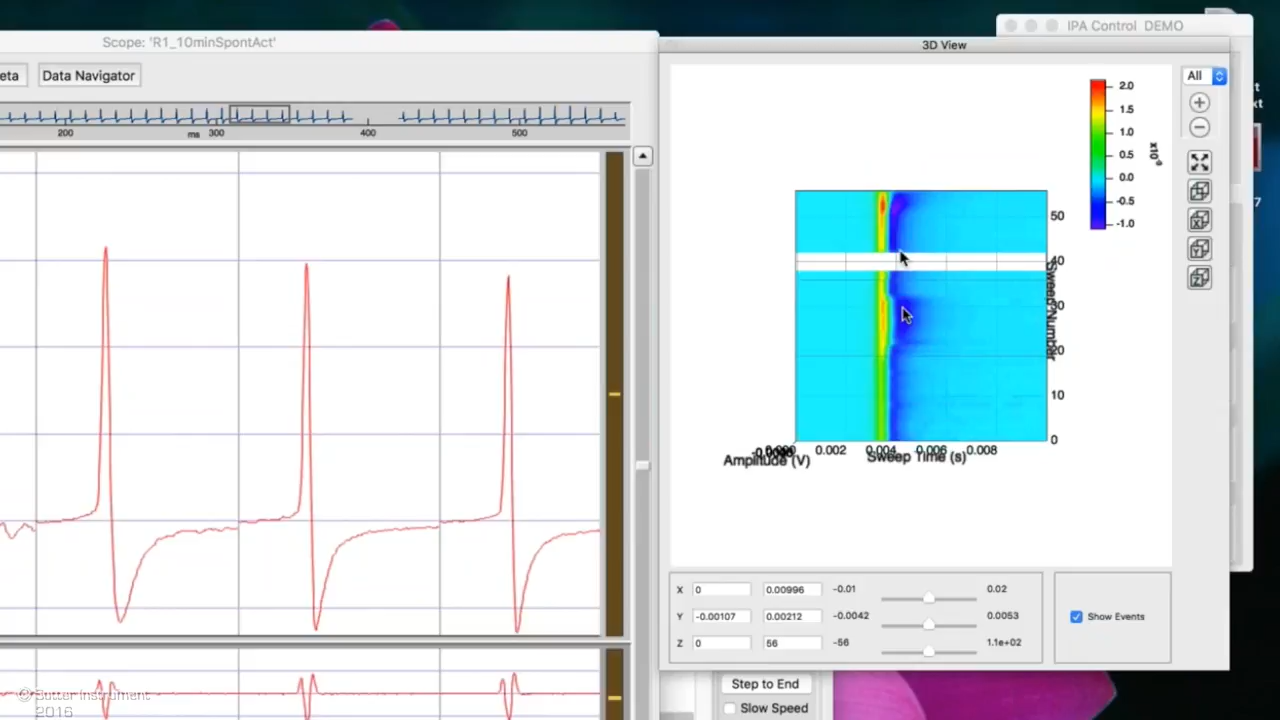 IPA Control DEMO
Scope: 'R1_10minSpontAct'
3D View
eta
Data Navigator
All
200
ms
300
400
500
2.0
1.5
1.0
0.5
0.0
-0.5
-1.0
50
40
30
20
10
0
Sweep Number
0.002
0.004
0.006
0.008
Amplitude (V)
Sweep Time (s)
X
0
0.00996
-0.01
0.02
Y
-0.00107
0.00212
-0.0042
0.0053
Z
0
56
-56
1.1e+02
Show Events
Step to End
Slow Speed
Sutter Instrument
2016